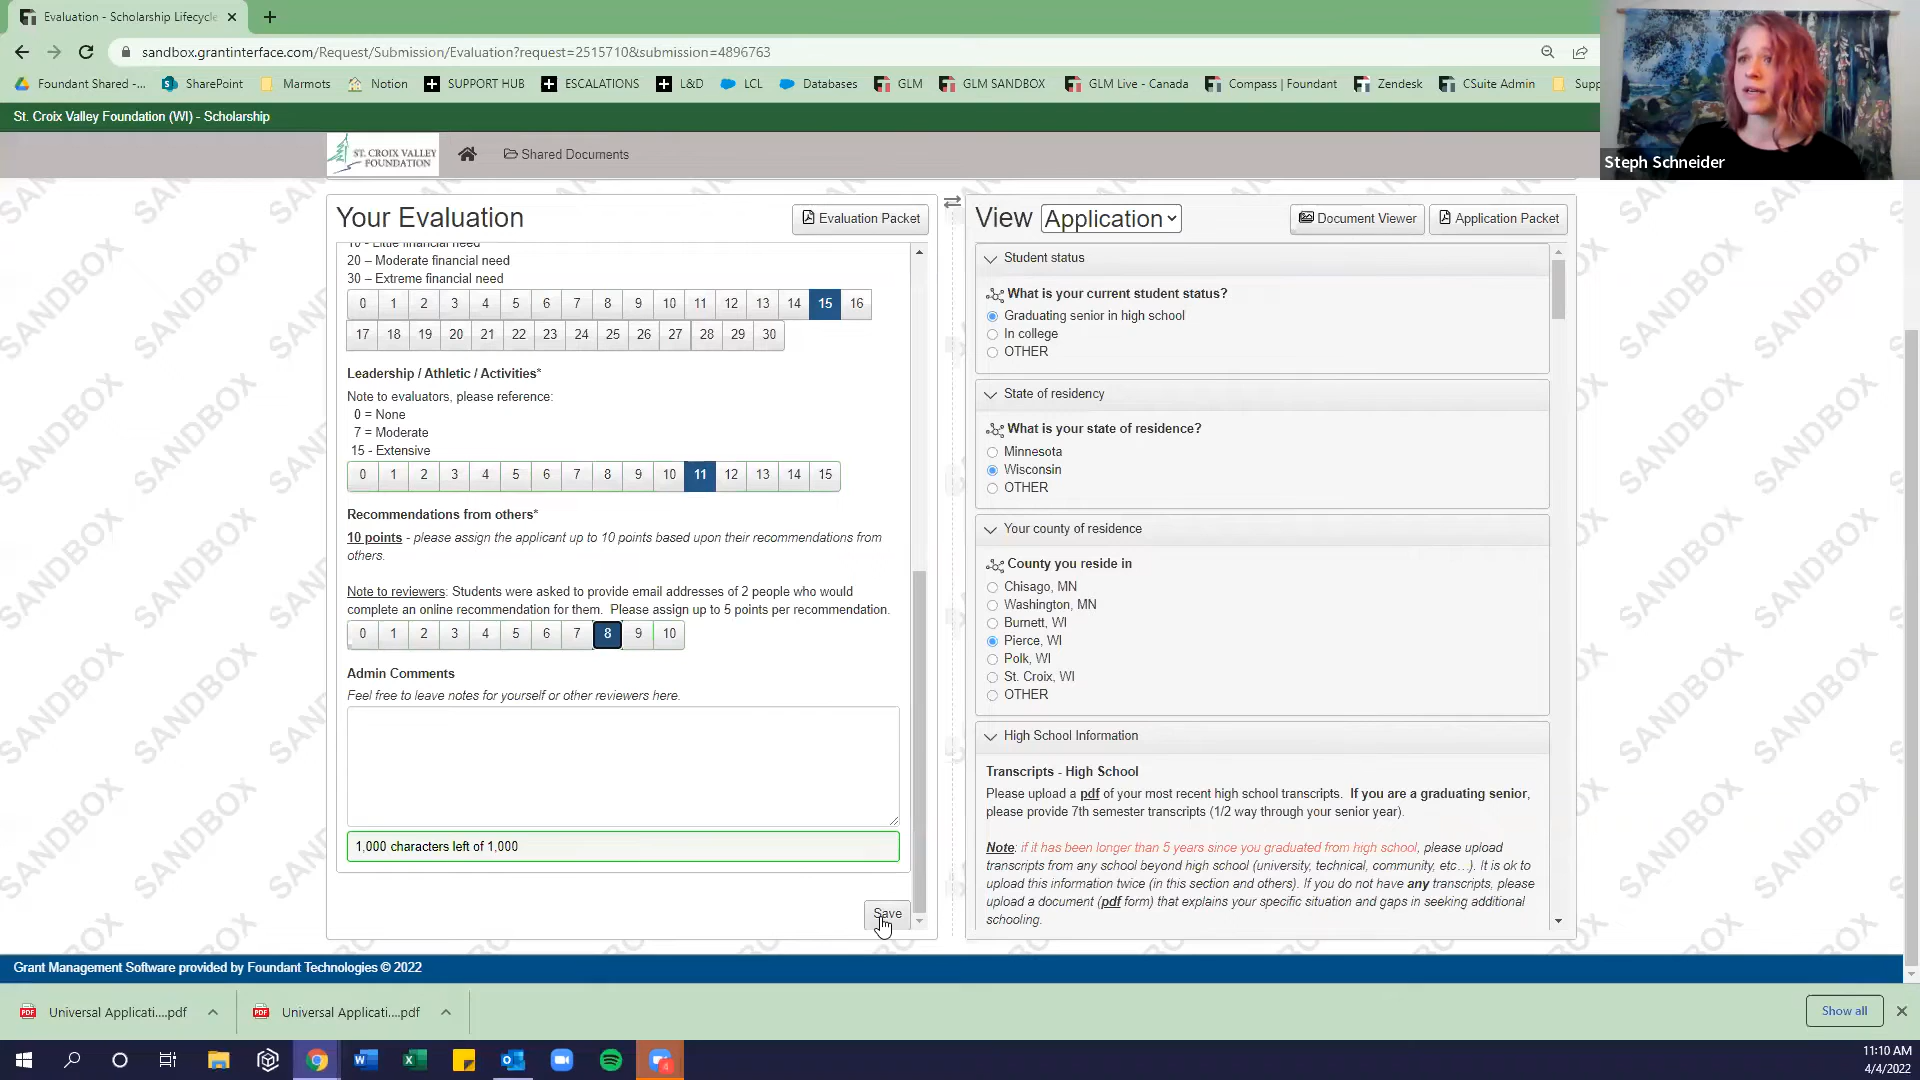 Evaluation - Scholarship Lifecycle
sandbox.grantinterface.com/Request/Submission/Evaluation?request=2515710&submission=4896763
Foundant Shared -... SharePoint Marmots Notion SUPPORT HUB ESCALATIONS L&D LCL Databases GLM GLM SANDBOX GLM Live - Canada Compass | Foundant Zendesk CSuite Admin Supp
St. Croix Valley Foundation (WI) - Scholarship
Steph Schneider
ST. CROIX VALLEY
FOUNDATION
Shared Documents
Your Evaluation
Evaluation Packet
10 - Little financial need
20 – Moderate financial need
30 – Extreme financial need
0 1 2 3 4 5 6 7 8 9 10 11 12 13 14 15 16
17 18 19 20 21 22 23 24 25 26 27 28 29 30
Leadership / Athletic / Activities*
Note to evaluators, please reference:
0 = None
7 = Moderate
15 - Extensive
0 1 2 3 4 5 6 7 8 9 10 11 12 13 14 15
Recommendations from others*
10 points - please assign the applicant up to 10 points based upon their recommendations from
others.
Note to reviewers: Students were asked to provide email addresses of 2 people who would
complete an online recommendation for them. Please assign up to 5 points per recommendation.
0 1 2 3 4 5 6 7 8 9 10
Admin Comments
Feel free to leave notes for yourself or other reviewers here.
1,000 characters left of 1,000
Save
View Application
Document Viewer
Application Packet
Student status
What is your current student status?
Graduating senior in high school
In college
OTHER
State of residency
What is your state of residence?
Minnesota
Wisconsin
OTHER
Your county of residence
County you reside in
Chisago, MN
Washington, MN
Burnett, WI
Pierce, WI
Polk, WI
St. Croix, WI
OTHER
High School Information
Transcripts - High School
Please upload a pdf of your most recent high school transcripts. If you are a graduating senior,
please provide 7th semester transcripts (1/2 way through your senior year).
Note: if it has been longer than 5 years since you graduated from high school, please upload
transcripts from any school beyond high school (university, technical, community, etc…). It is ok to
upload this information twice (in this section and others). If you do not have any transcripts, please
upload a document (pdf form) that explains your specific situation and gaps in seeking additional
schooling.
SANDBOX
Grant Management Software provided by Foundant Technologies © 2022
Universal Applicati....pdf
Universal Applicati....pdf
Show all
11:10 AM
4/4/2022